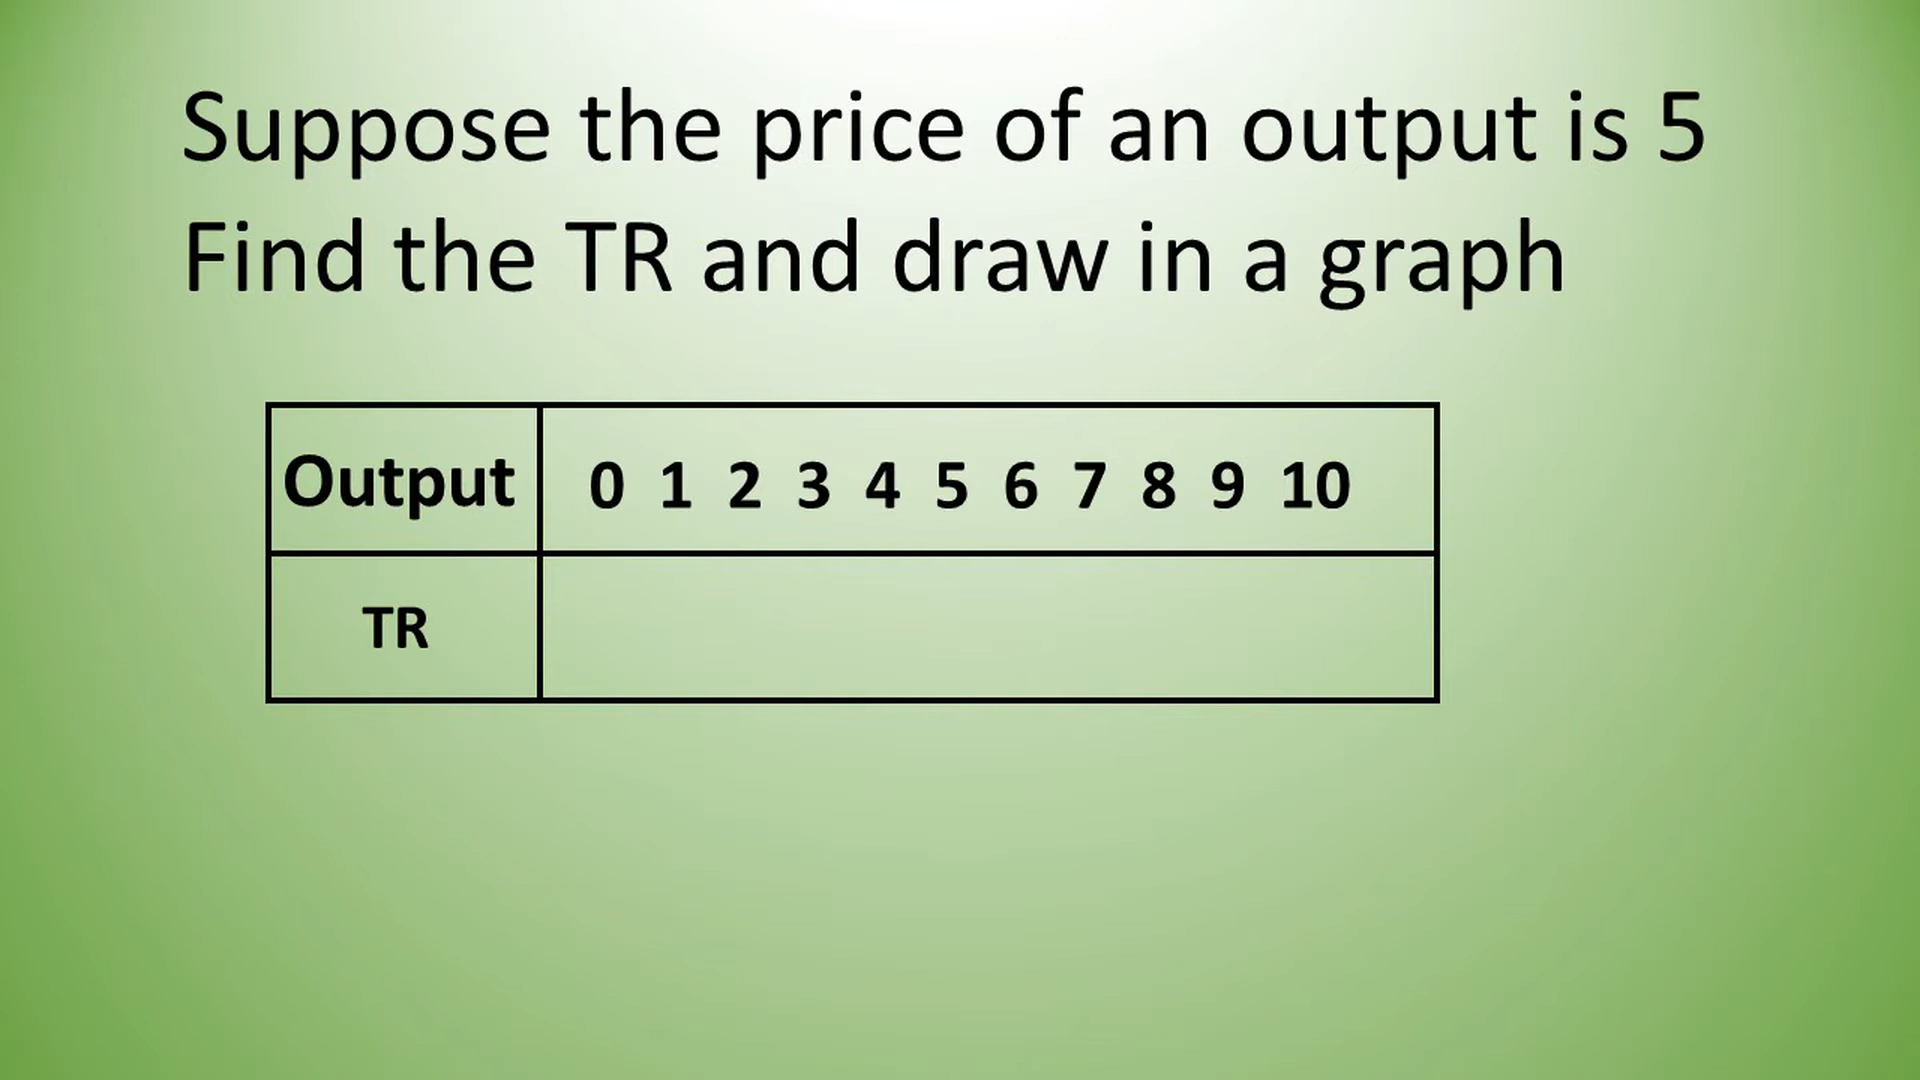 Suppose the price of an output is 5
Find the TR and draw in a graph
Output 0 1 2 3 4 5 6 7 8 9 10
TR